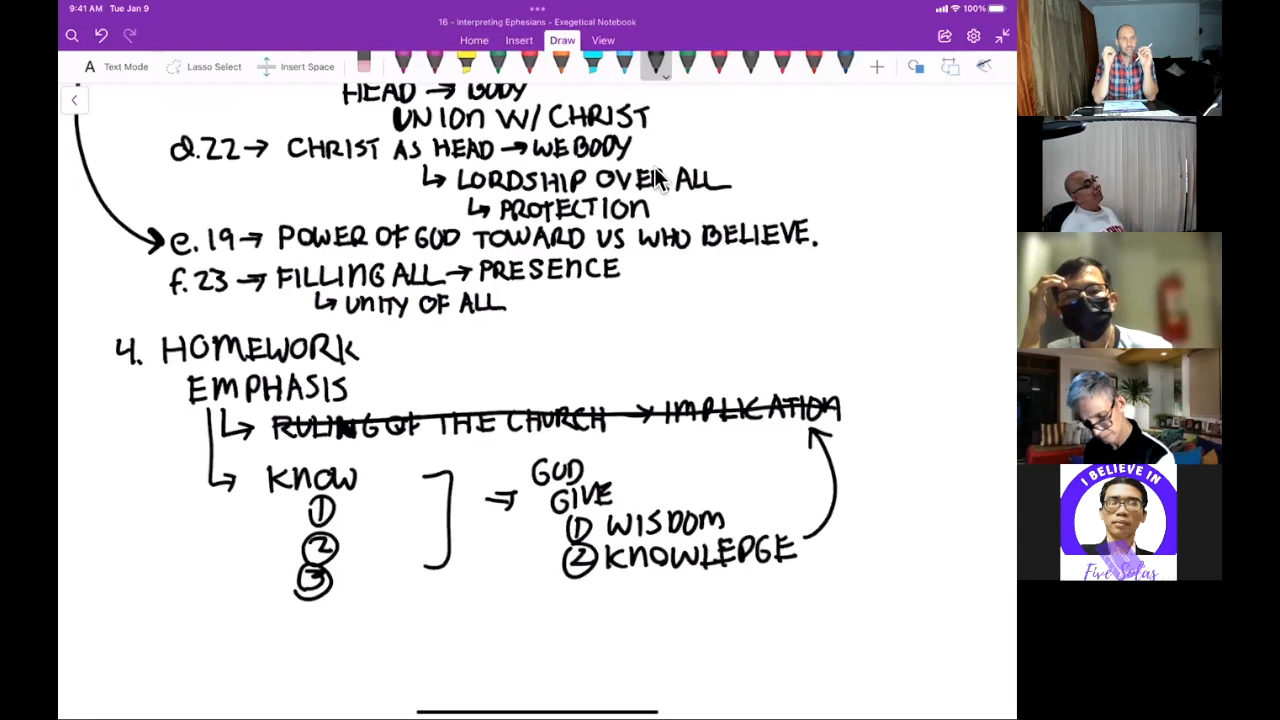 9:41 AM Tue Jan 9
100%
16 - Interpreting Ephesians - Exegetical Notebook
Home Insert Draw View
A Text Mode Lasso Select Insert Space
HEAD → BODY
UNION W/ CHRIST
d. 22 → CHRIST AS HEAD → WE BODY
↳ LORDSHIP OVER ALL
↳ PROTECTION
e. 19 → POWER OF GOD TOWARD US WHO BELIEVE.
f. 23 → FILLING ALL → PRESENCE
↳ UNITY OF ALL
4. HOMEWORK
EMPHASIS
↳ RULING OF THE CHURCH → IMPLICATION
↳ KNOW
①
②
③
→ GOD
GIVE
① WISDOM
② KNOWLEDGE
I BELIEVE IN
Five Solas